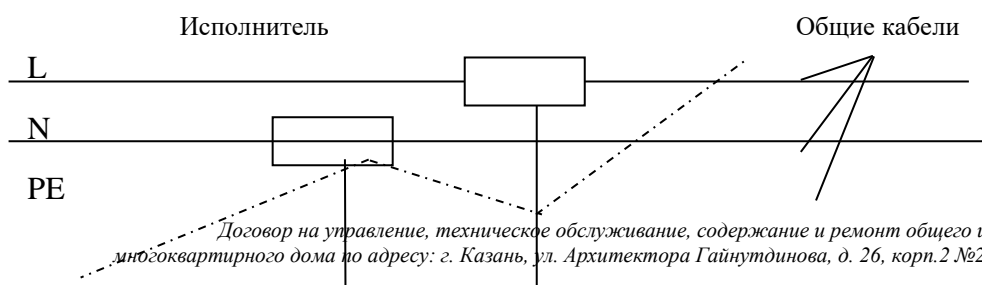 Исполнитель Общие кабели
L
N
PE
Договор на управление, техническое обслуживание, содержание и ремонт общего и
многоквартирного дома по адресу: г. Казань, ул. Архитектора Гайнутдинова, д. 26, корп.2 №2